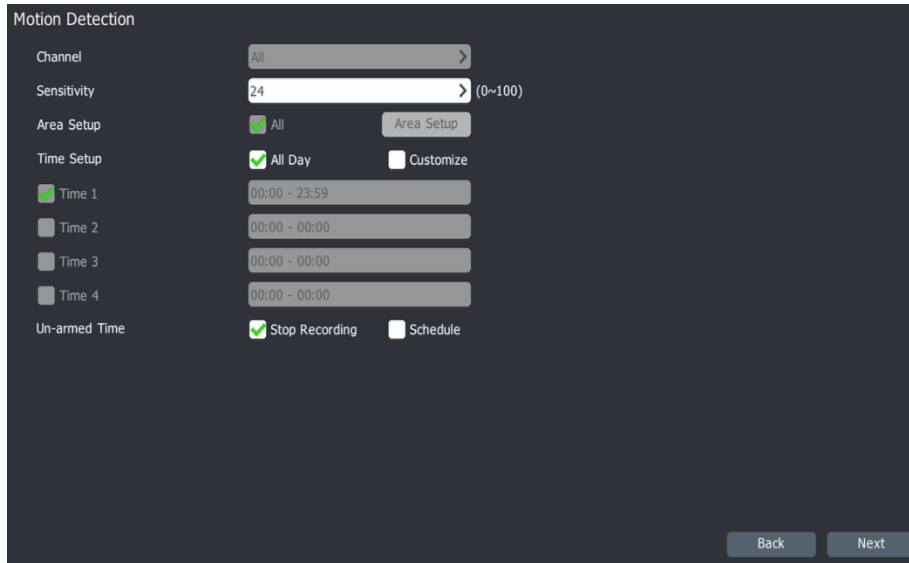 Motion Detection
Channel All
Sensitivity 24 (0~100)
Area Setup All Area Setup
Time Setup All Day Customize
Time 1 00:00 - 23:59
Time 2 00:00 - 00:00
Time 3 00:00 - 00:00
Time 4 00:00 - 00:00
Un-armed Time Stop Recording Schedule
Back Next